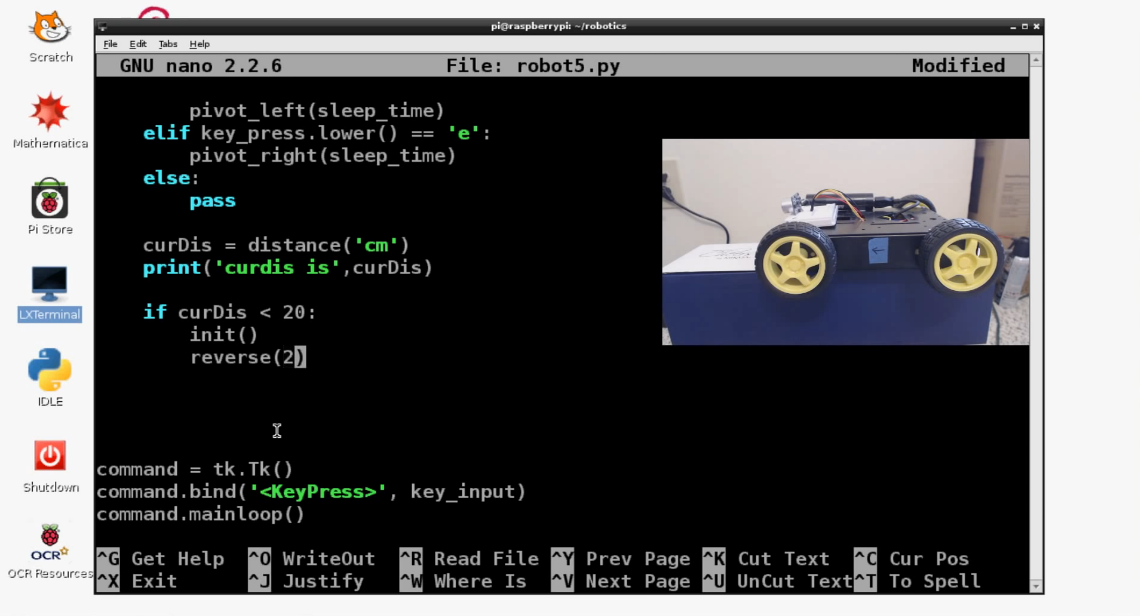 pi@raspberrypi: ~/robotics
File Edit Tabs Help
GNU nano 2.2.6 File: robot5.py Modified
pivot_left(sleep_time)
elif key_press.lower() == 'e':
pivot_right(sleep_time)
else:
pass
curDis = distance('cm')
print('curdis is',curDis)
if curDis < 20:
init()
reverse(2)
command = tk.Tk()
command.bind('<KeyPress>', key_input)
command.mainloop()
^G Get Help ^O WriteOut ^R Read File ^Y Prev Page ^K Cut Text ^C Cur Pos
^X Exit ^J Justify ^W Where Is ^V Next Page ^U UnCut Text ^T To Spell
Scratch
Mathematica
Pi Store
LXTerminal
IDLE
Shutdown
OCR
OCR Resources